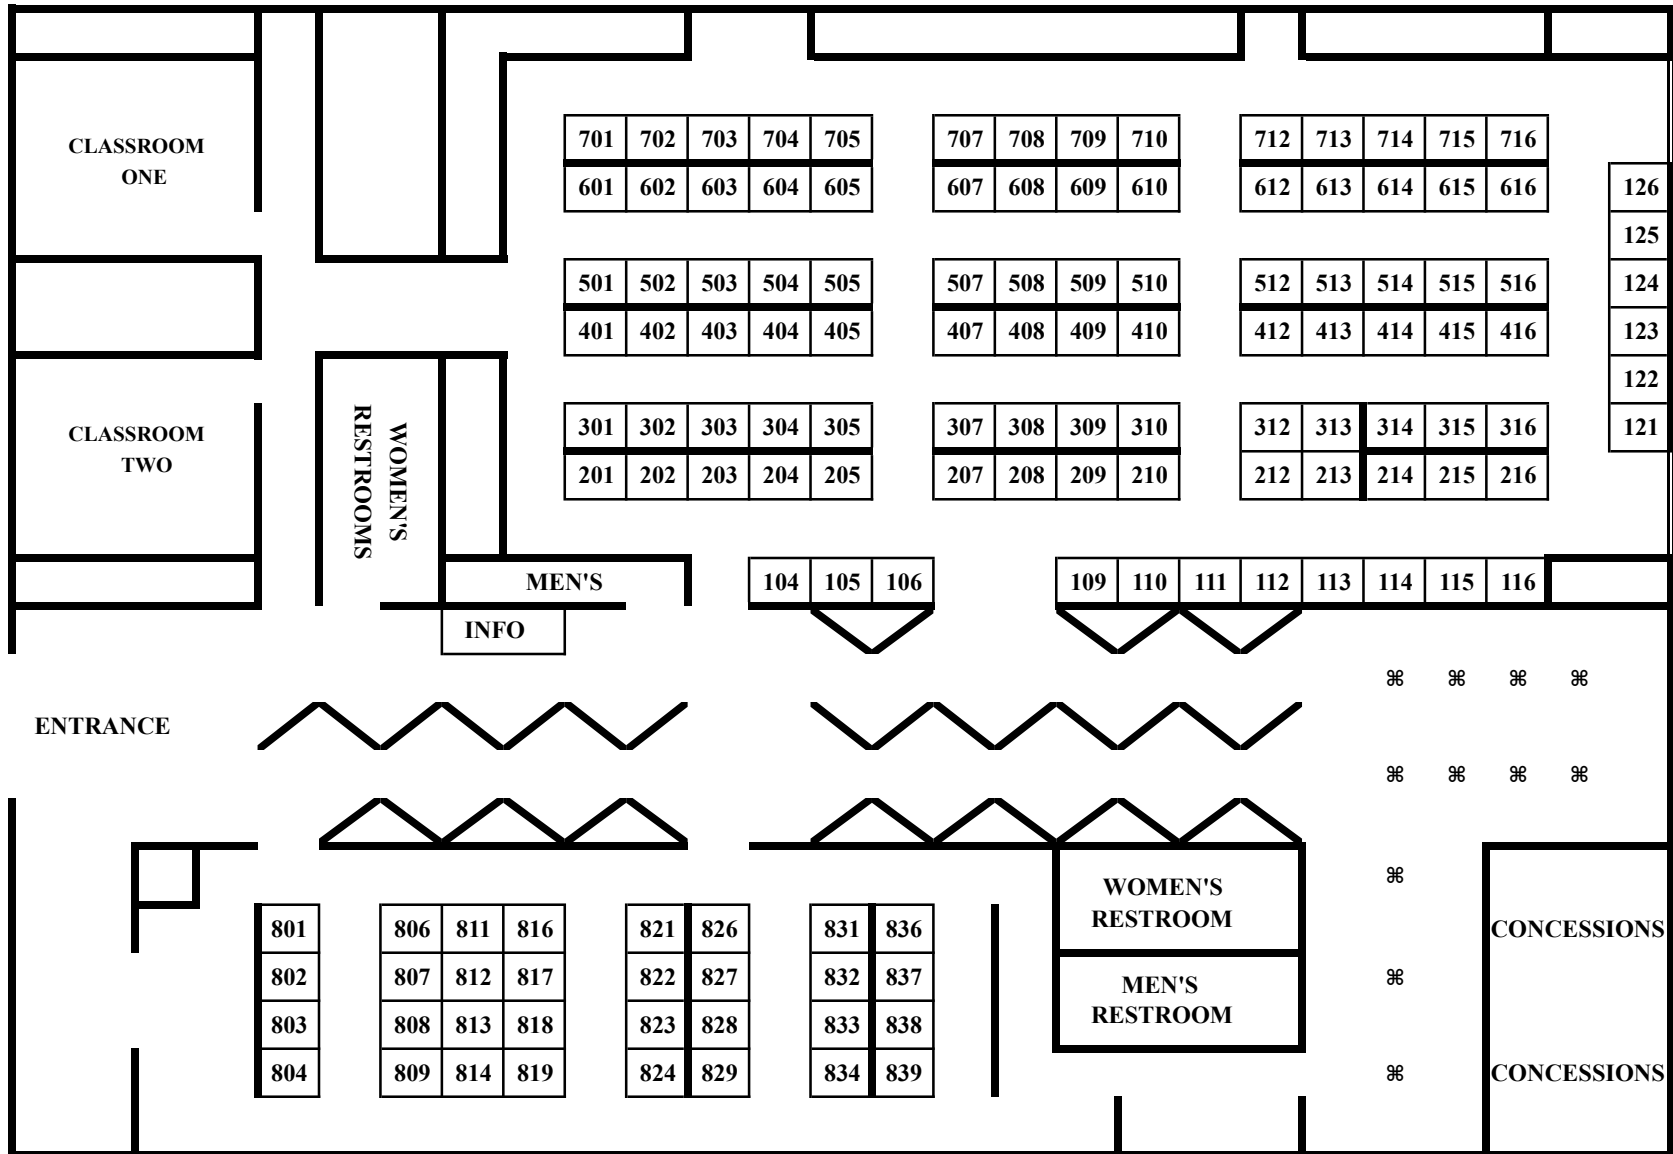 701 702 703 704 705 707 708 709 710 712 713 714 715 716
CLASSROOM
ONE
601 602 603 604 605 607 608 609 610 612 613 614 615 616 126
125
501 502 503 504 505 507 508 509 510 512 513 514 515 516 124
401 402 403 404 405 407 408 409 410 412 413 414 415 416 123
122
301 302 303 304 305 307 308 309 310 312 313 314 315 316 121
CLASSROOM
TWO
WOMEN'S
RESTROOMS
201 202 203 204 205 207 208 209 210 212 213 214 215 216
MEN'S 104 105 106 109 110 111 112 113 114 115 116
INFO
⌘ ⌘ ⌘ ⌘
ENTRANCE
⌘ ⌘ ⌘ ⌘
⌘
WOMEN'S
RESTROOM
801 806 811 816 821 826 831 836 CONCESSIONS
802 807 812 817 822 827 832 837 ⌘
MEN'S
RESTROOM
803 808 813 818 823 828 833 838
804 809 814 819 824 829 834 839 ⌘ CONCESSIONS